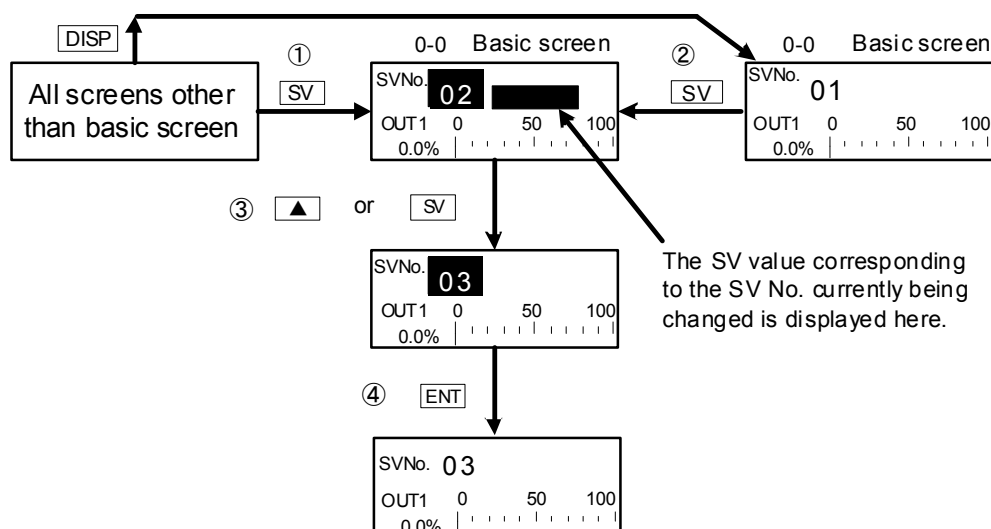 DISP
All screens other
than basic screen
①
SV
0-0 Basic screen
SVNo. 02
OUT1 0 50 100
0.0%
②
SV
0-0 Basic screen
SVNo. 01
OUT1 0 50 100
0.0%
③ ▲ or SV
SVNo. 03
OUT1 0 50 100
0.0%
The SV value corresponding
to the SV No. currently being
changed is displayed here.
④ ENT
SVNo. 03
OUT1 0 50 100
0.0%